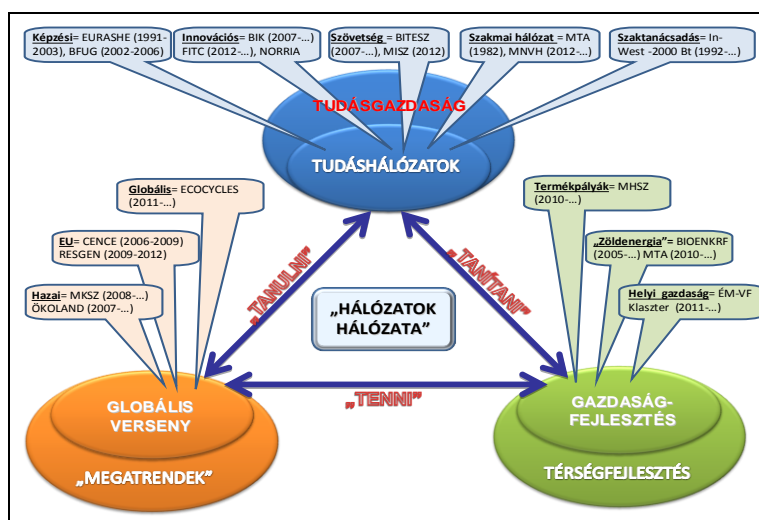 Képzési= EURASHE (1991-
2003), BFUG (2002-2006)
Innovációs= BIK (2007-...)
FITC (2012-...), NORRIA
Szövetség = BITESZ
(2007-...), MISZ (2012)
Szakmai hálózat = MTA
(1982), MNVH (2012-...)
Szaktanácsadás= In-
West -2000 Bt (1992-...)
TUDÁSGAZDASÁG
TUDÁSHÁLÓZATOK
Globális= ECOCYCLES
(2011-...)
EU= CENCE (2006-2009)
RESGEN (2009-2012)
Hazai= MKSZ (2008-...)
ÖKOLAND (2007-...)
Termékpályák= MHSZ
(2010-...)
„Zöldenergia"= BIOENKRF
(2005-...) MTA (2010-...)
Helyi gazdaság= ÉM-VF
Klaszter (2011-...)
„TANULNI"
„TANÍTANI"
„HÁLÓZATOK
HÁLÓZATA"
„TENNI"
GLOBÁLIS
VERSENY
„MEGATRENDEK"
GAZDASÁG-
FEJLESZTÉS
TÉRSÉGFEJLESZTÉS